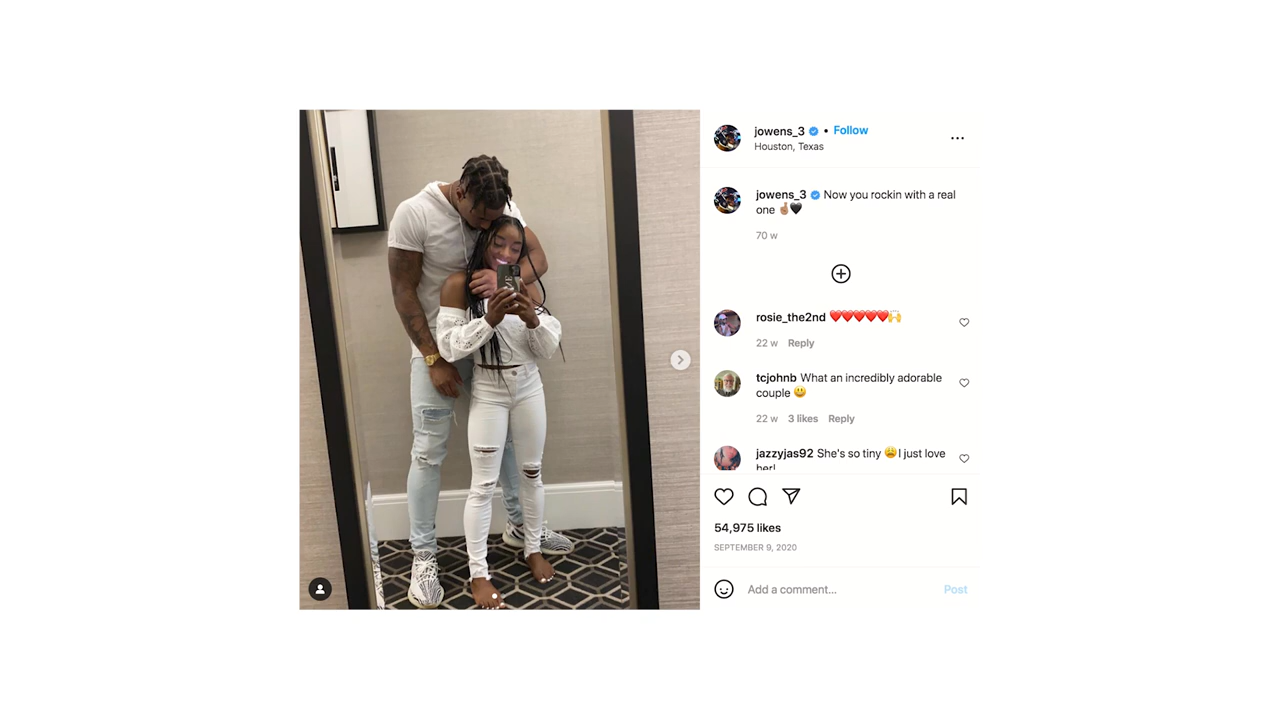 jowens_3 • Follow
Houston, Texas
jowens_3 Now you rockin with a real
one ✌🏽🖤
70 w
rosie_the2nd ❤️❤️❤️❤️❤️🙌
22 w Reply
tcjohnb What an incredibly adorable
couple 😃
22 w 3 likes Reply
jazzyjas92 She's so tiny 😩I just love
her!
54,975 likes
SEPTEMBER 9, 2020
Add a comment... Post